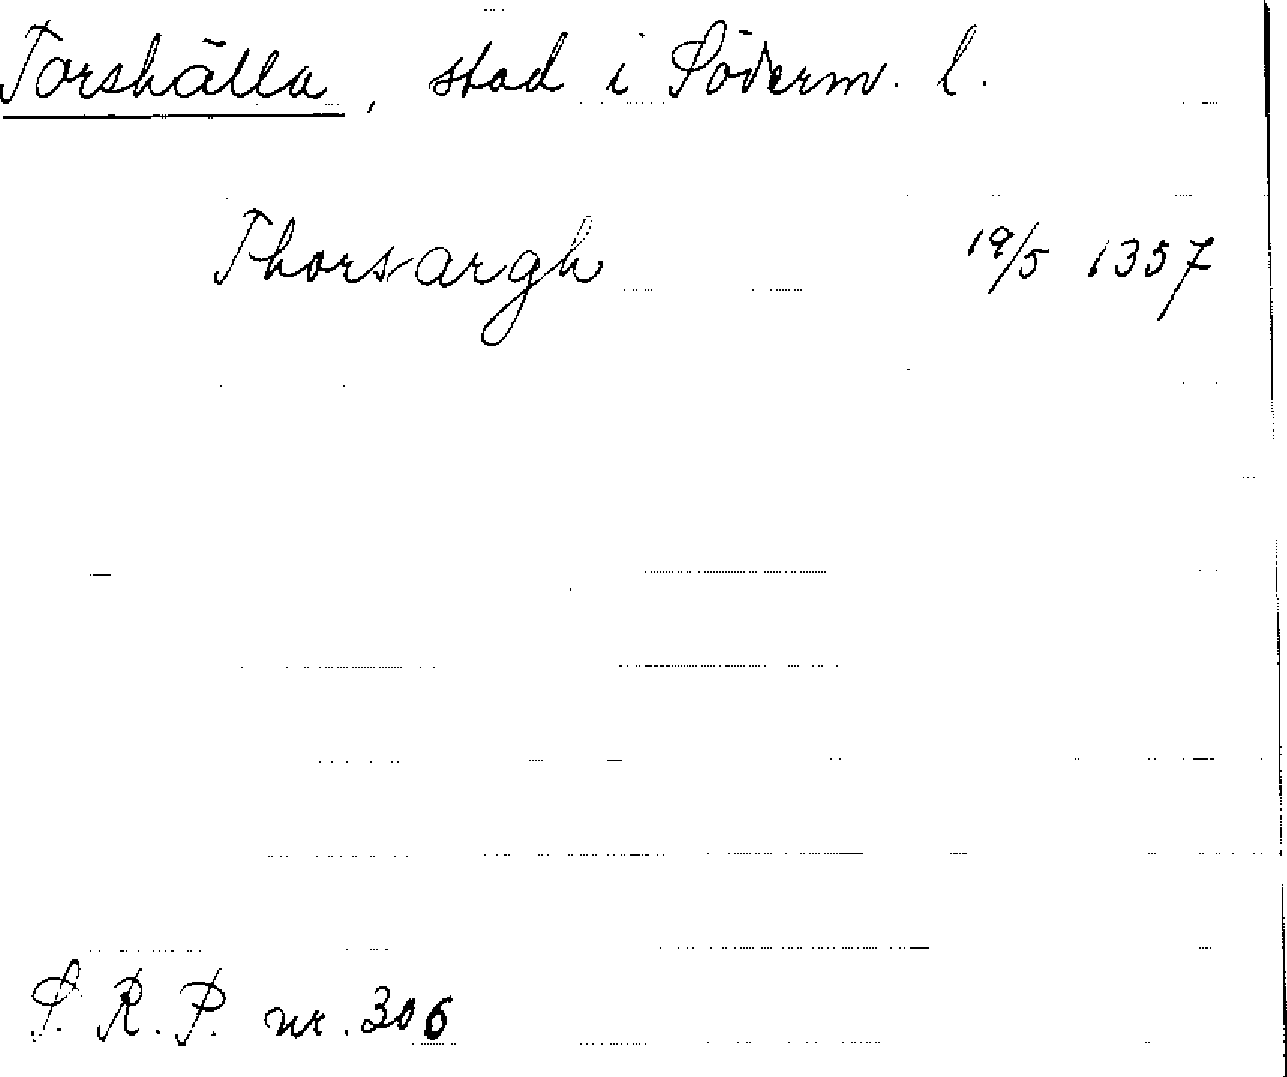 Torshälla, stad i Söderm. l.
Thorsargh 19/5 1357
S. R. P. nr. 306